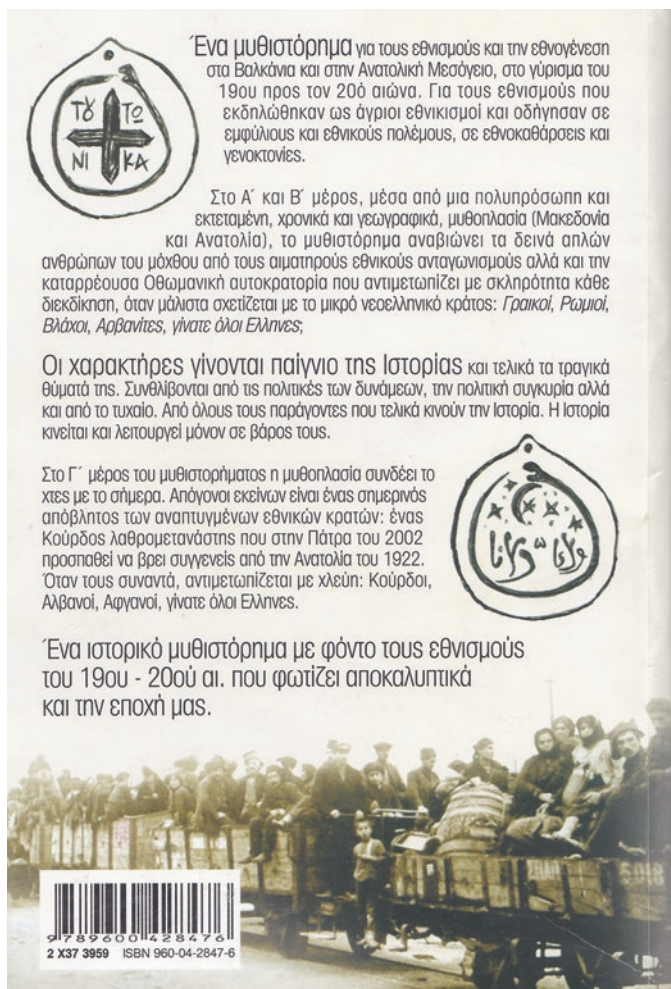 ΤȣΤΩ
ΝΙΚΑ
Ένα μυθιστόρημα για τους εθνισμούς και την εθνογένεση
στα Βαλκάνια και στην Ανατολική Μεσόγειο, στο γύρισμα του
19ου προς τον 20ό αιώνα. Για τους εθνισμούς που
εκδηλώθηκαν ως άγριοι εθνικισμοί και οδήγησαν σε
εμφύλιους και εθνικούς πολέμους, σε εθνοκαθάρσεις και
γενοκτονίες.
Στο Α΄ και Β΄ μέρος, μέσα από μια πολυπρόσωπη και
εκτεταμένη, χρονικά και γεωγραφικά, μυθοπλασία (Μακεδονία
και Ανατολία), το μυθιστόρημα αναβιώνει τα δεινά απλών
ανθρώπων του μόχθου από τους αιματηρούς εθνικούς ανταγωνισμούς αλλά και την
καταρρέουσα Οθωμανική αυτοκρατορία που αντιμετωπίζει με σκληρότητα κάθε
διεκδίκηση, όταν μάλιστα σχετίζεται με το μικρό νεοελληνικό κράτος: Γραικοί, Ρωμιοί,
Βλάχοι, Αρβανίτες, γίνατε όλοι Ελληνες;
Οι χαρακτήρες γίνονται παίγνιο της Ιστορίας και τελικά τα τραγικά
θύματά της. Συνθλίβονται από τις πολιτικές των δυνάμεων, την πολιτική συγκυρία αλλά
και από το τυχαίο. Από όλους τους παράγοντες που τελικά κινούν την Ιστορία. Η Ιστορία
κινείται και λειτουργεί μόνον σε βάρος τους.
Στο Γ΄ μέρος του μυθιστορήματος η μυθοπλασία συνδέει το
χτες με το σήμερα. Απόγονοι εκείνων είναι ένας σημερινός
απόβλητος των αναπτυγμένων εθνικών κρατών: ένας
Κούρδος λαθρομετανάστης που στην Πάτρα του 2002
προσπαθεί να βρει συγγενείς από την Ανατολία του 1922.
Όταν τους συναντά, αντιμετωπίζεται με χλεύη: Κούρδοι,
Αλβανοί, Αφγανοί, γίνατε όλοι Ελληνες.
Ένα ιστορικό μυθιστόρημα με φόντο τους εθνισμούς
του 19ου - 20ού αι. που φωτίζει αποκαλυπτικά
και την εποχή μας.
9 789600 428476
2 X37 3959 ISBN 960-04-2847-6